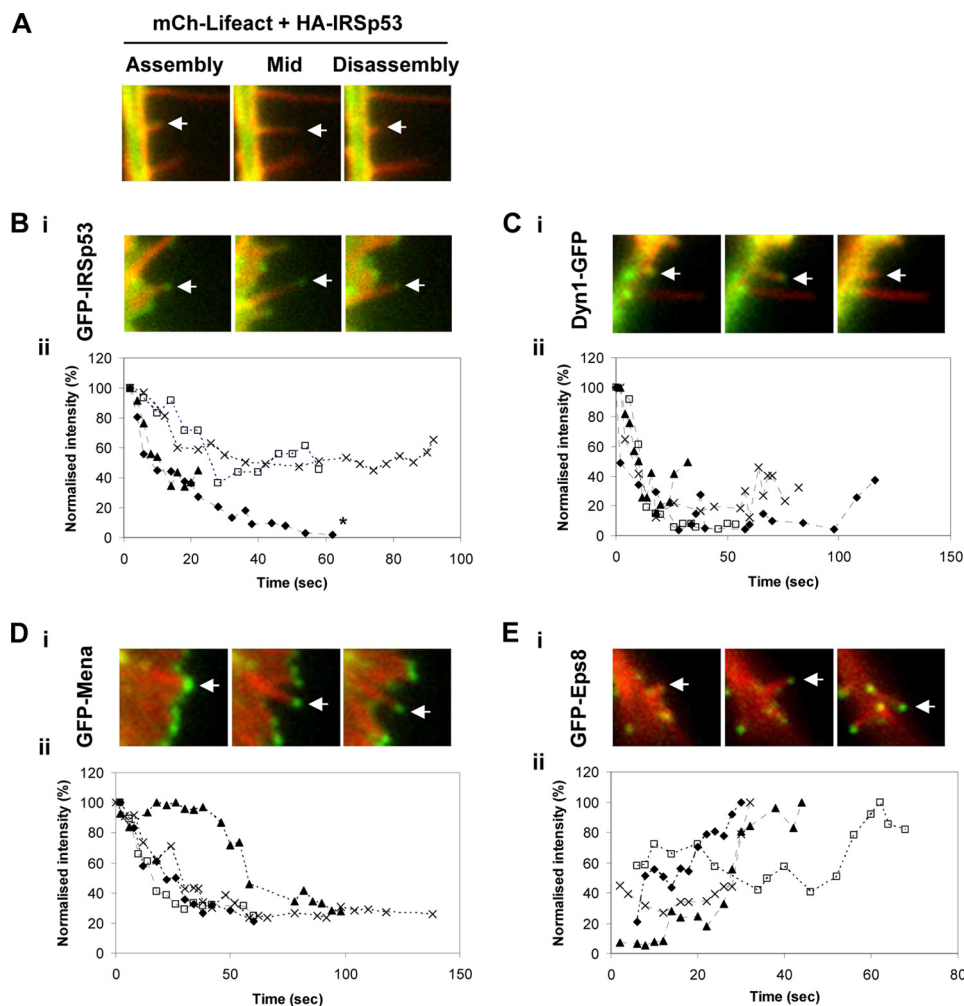 A
mCh-Lifeact + HA-IRSp53
Assembly Mid Disassembly
B i
GFP-IRSp53
ii
Normalised intensity (%)
120
100
80
60
40
20
0
*
0 20 40 60 80 100
Time (sec)
C i
Dyn1-GFP
ii
Normalised intensity (%)
120
100
80
60
40
20
0
0 50 100 150
Time (sec)
D i
GFP-Mena
ii
Normalised intensity (%)
120
100
80
60
40
20
0
0 50 100 150
Time (sec)
E i
GFP-Eps8
ii
Normalised intensity (%)
120
100
80
60
40
20
0
0 20 40 60 80
Time (sec)